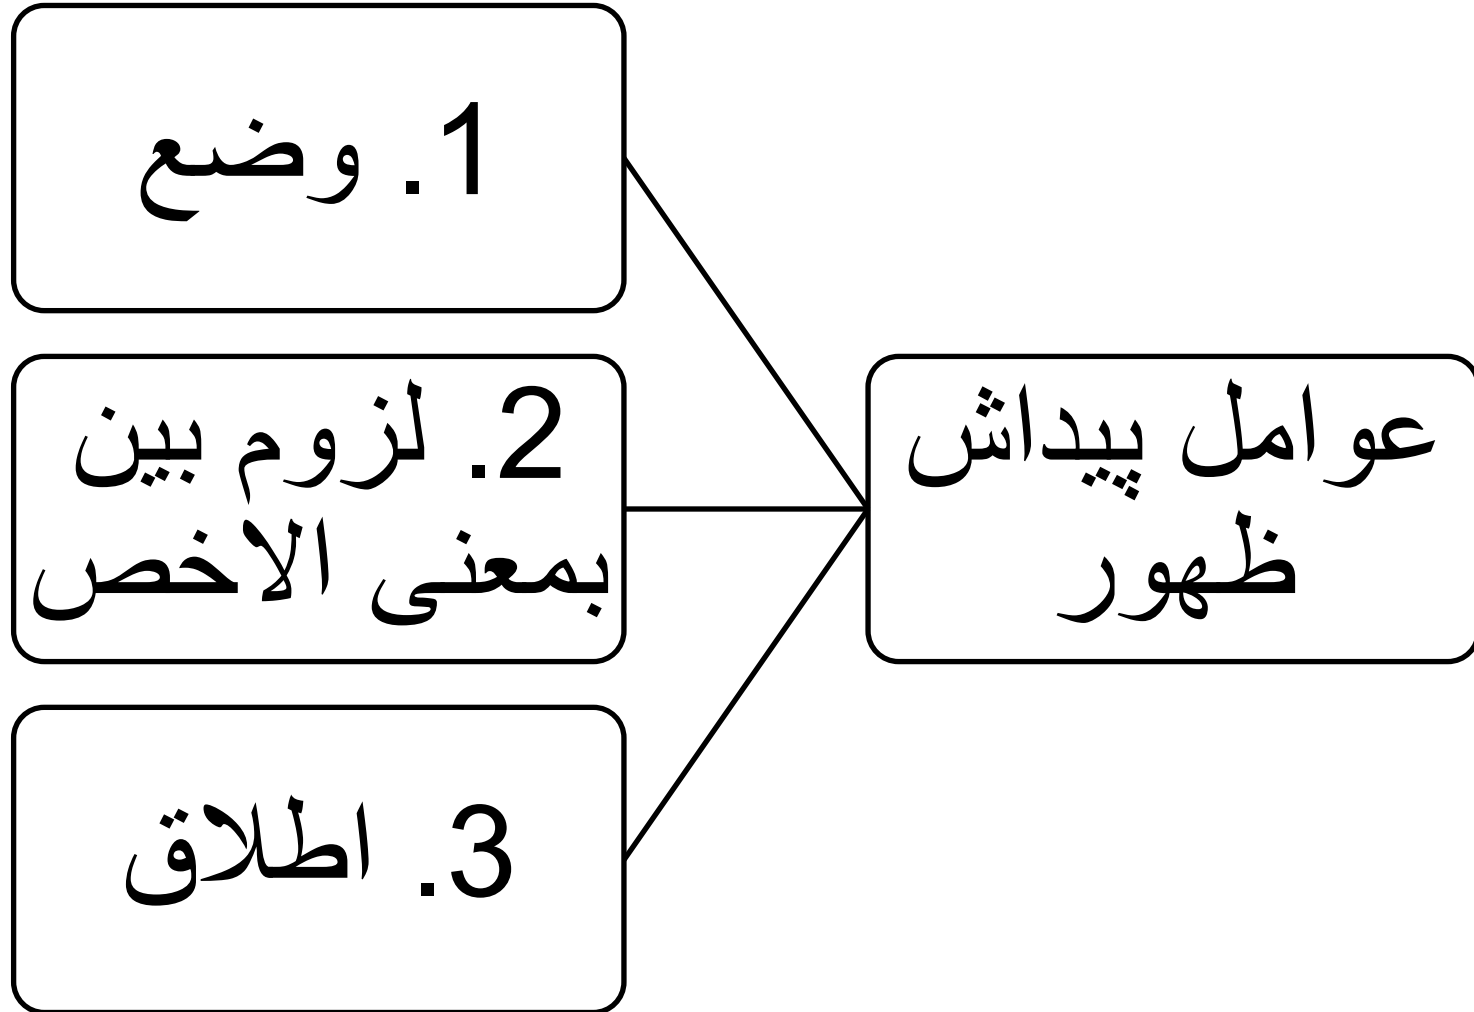 عوامل پیداش
ظهور
1. وضع
2. لزوم بین
بمعنی الاخص
3. اطلاق